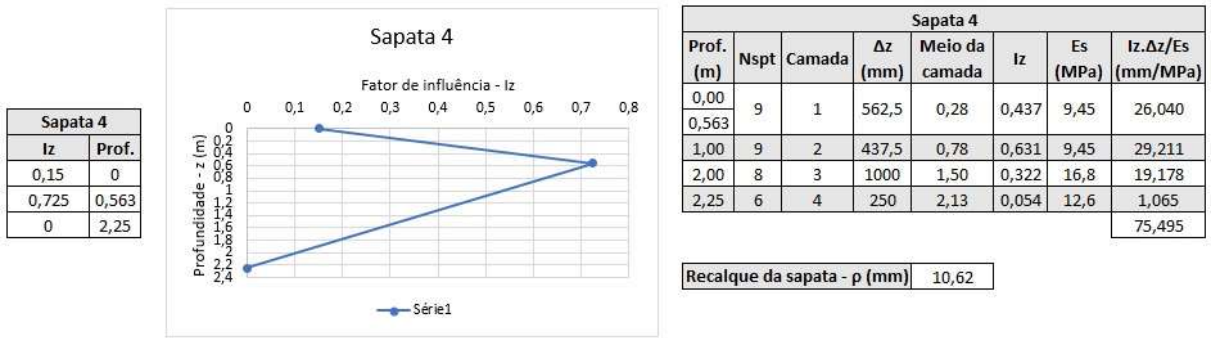 Sapata 4
Iz Prof.
0,15 0
0,725 0,563
0 2,25
Sapata 4
Fator de influência - Iz
0 0,1 0,2 0,3 0,4 0,5 0,6 0,7 0,8
Profundidade - z (m)
0
0,2
0,4
0,6
0,8
1
1,2
1,4
1,6
1,8
2
2,2
2,4
Série1
Sapata 4
Prof. (m) Nspt Camada Δz (mm) Meio da camada Iz Es (MPa) Iz.Δz/Es (mm/MPa)
0,00
0,563 9 1 562,5 0,28 0,437 9,45 26,040
1,00 9 2 437,5 0,78 0,631 9,45 29,211
2,00 8 3 1000 1,50 0,322 16,8 19,178
2,25 6 4 250 2,13 0,054 12,6 1,065
75,495
Recalque da sapata - ρ (mm) 10,62